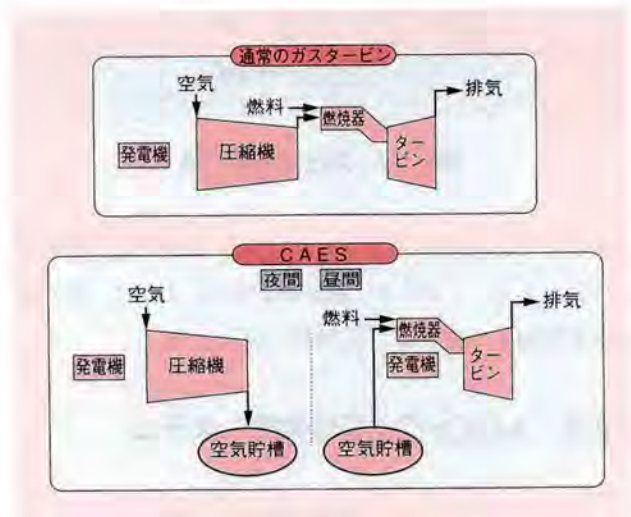 通常のガスタービン
空気
燃料
排気
燃焼器
発電機
圧縮機
ター
ビン
CAES
夜間 昼間
空気
燃料
排気
燃焼器
発電機
圧縮機
発電機
ター
ビン
空気貯槽
空気貯槽